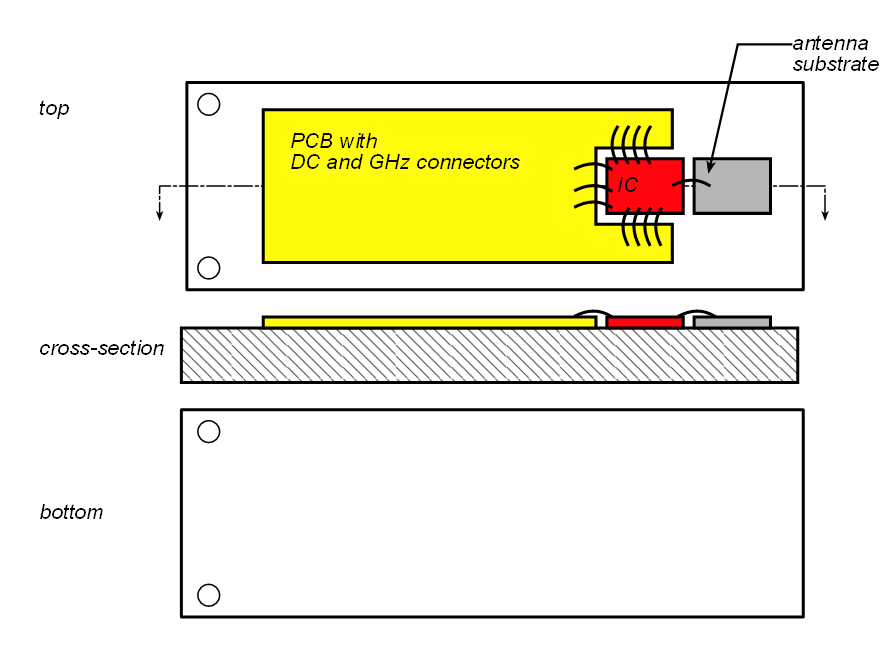 antenna
substrate
top
PCB with
DC and GHz connectors
IC
cross-section
bottom